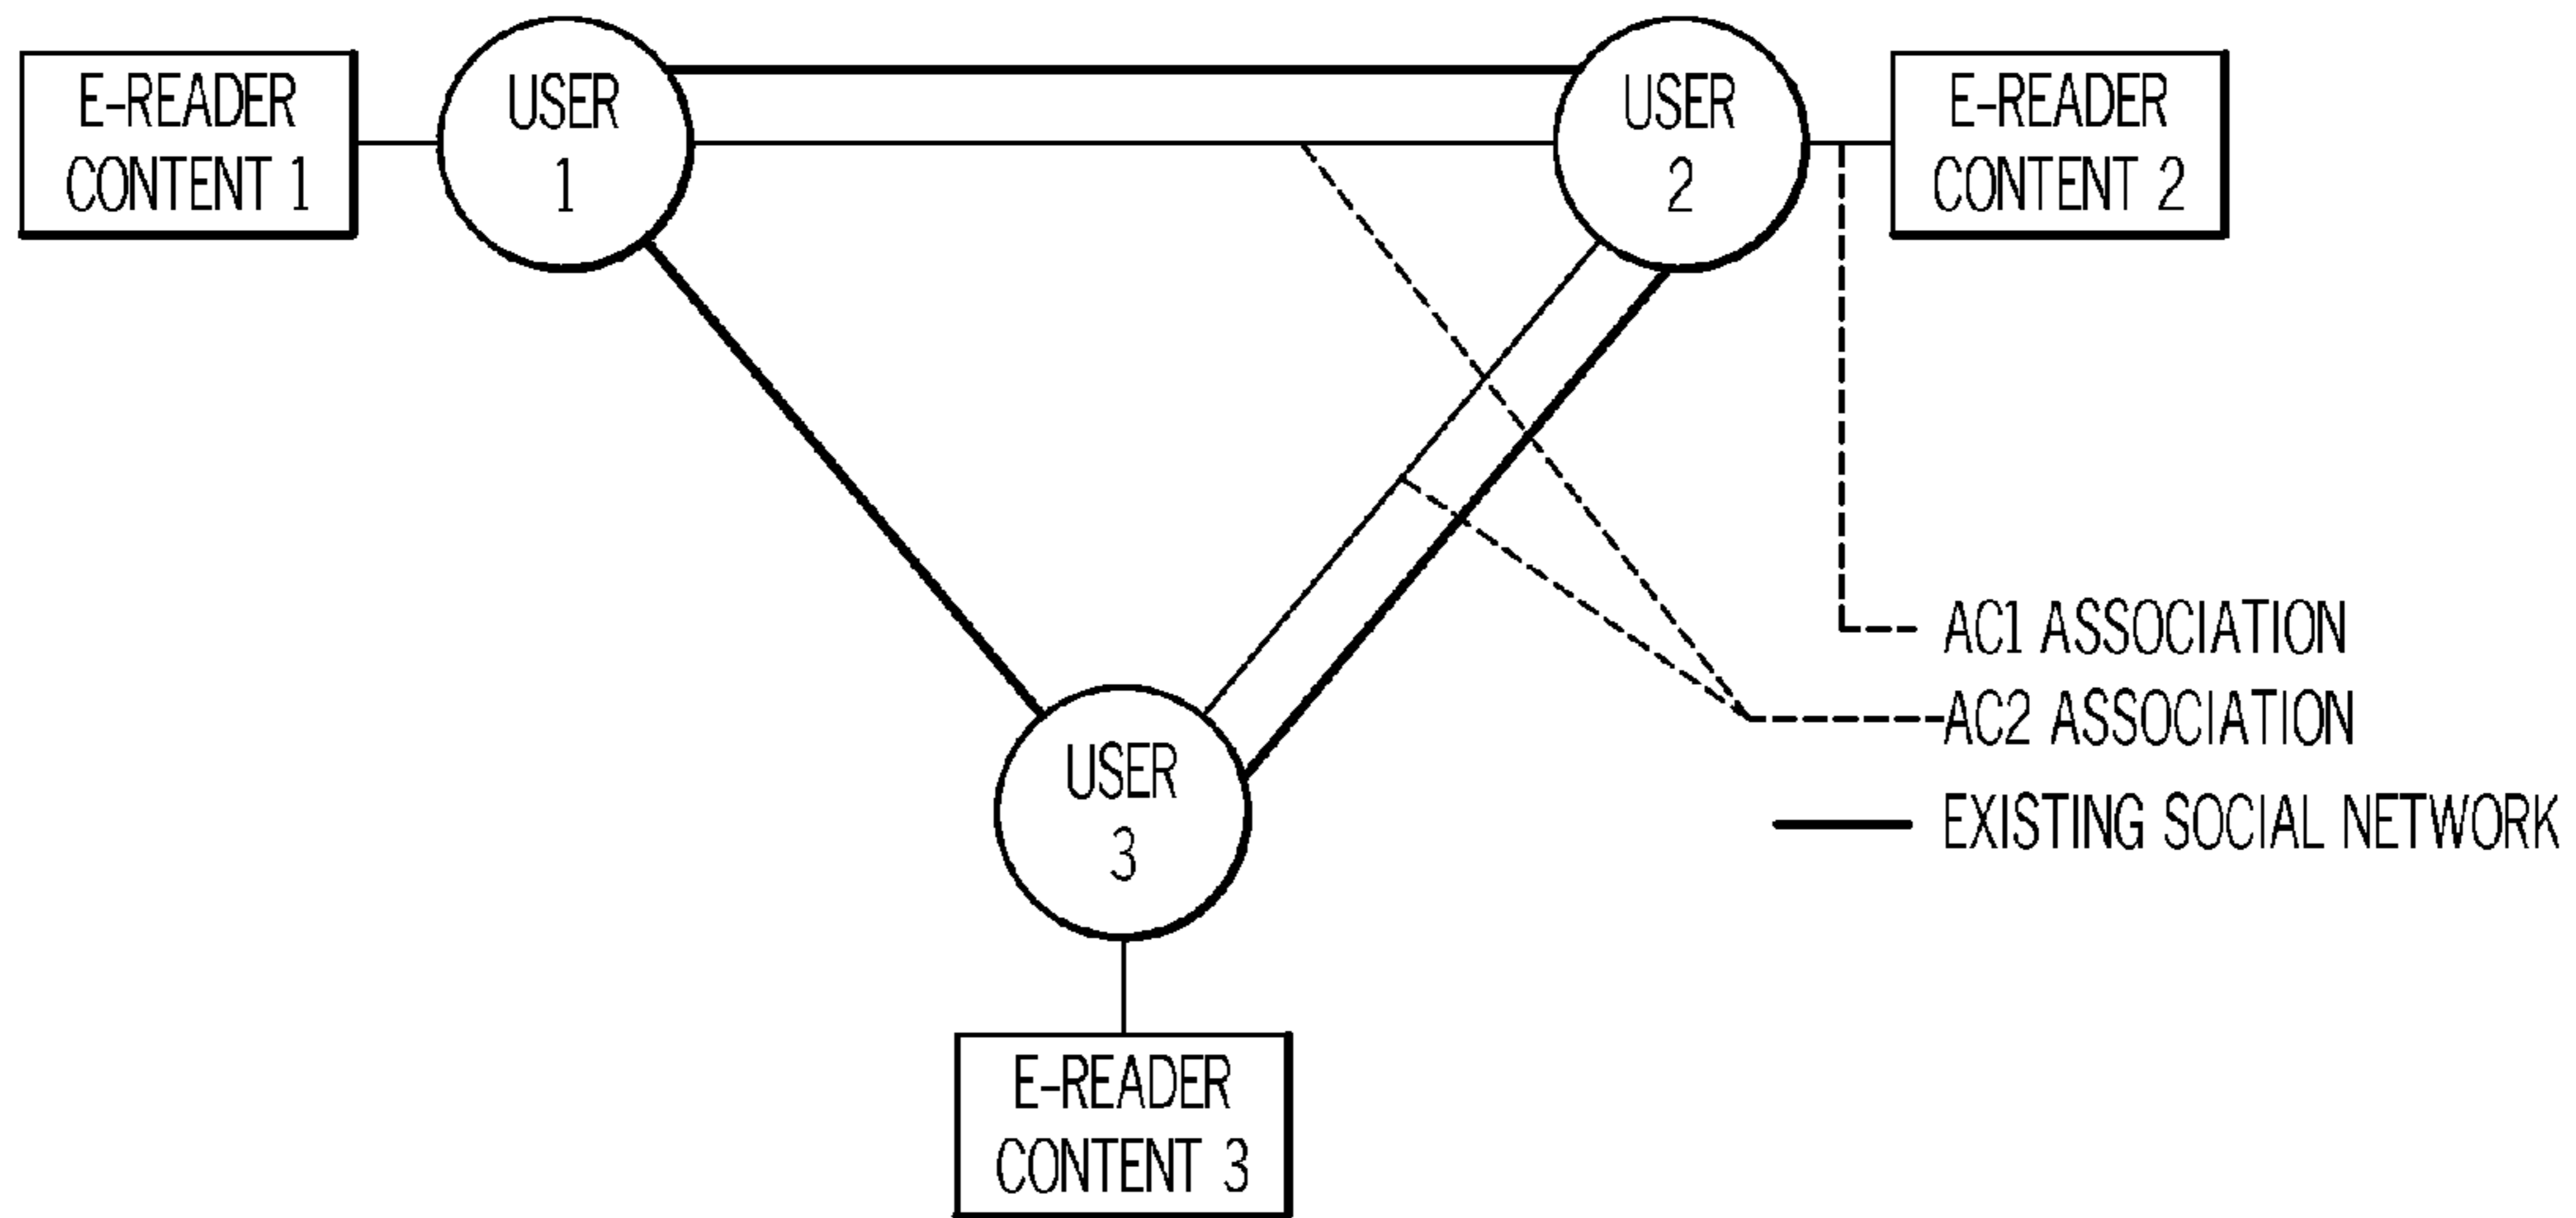 E-READER
CONTENT 1
USER
1
USER
2
E-READER
CONTENT 2
AC1 ASSOCIATION
AC2 ASSOCIATION
EXISTING SOCIAL NETWORK
USER
3
E-READER
CONTENT 3